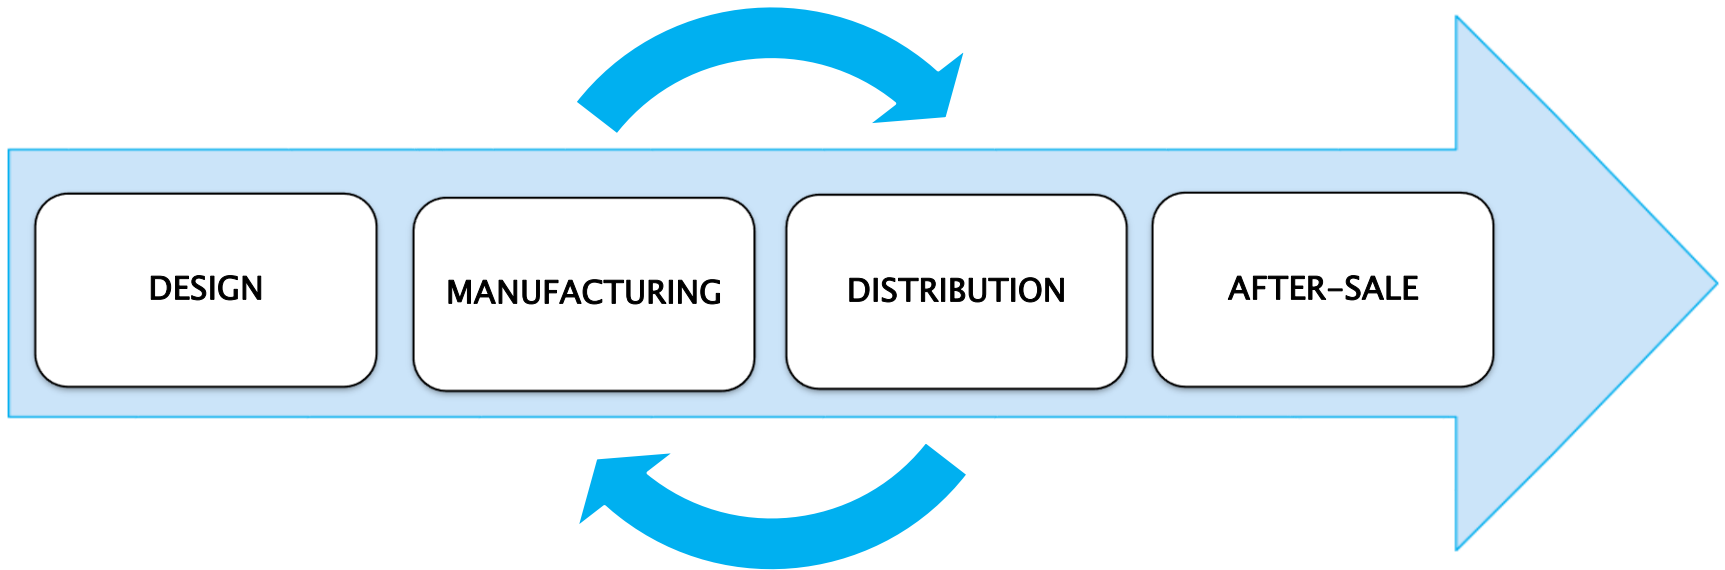 DESIGN
MANUFACTURING
DISTRIBUTION
AFTER-SALE